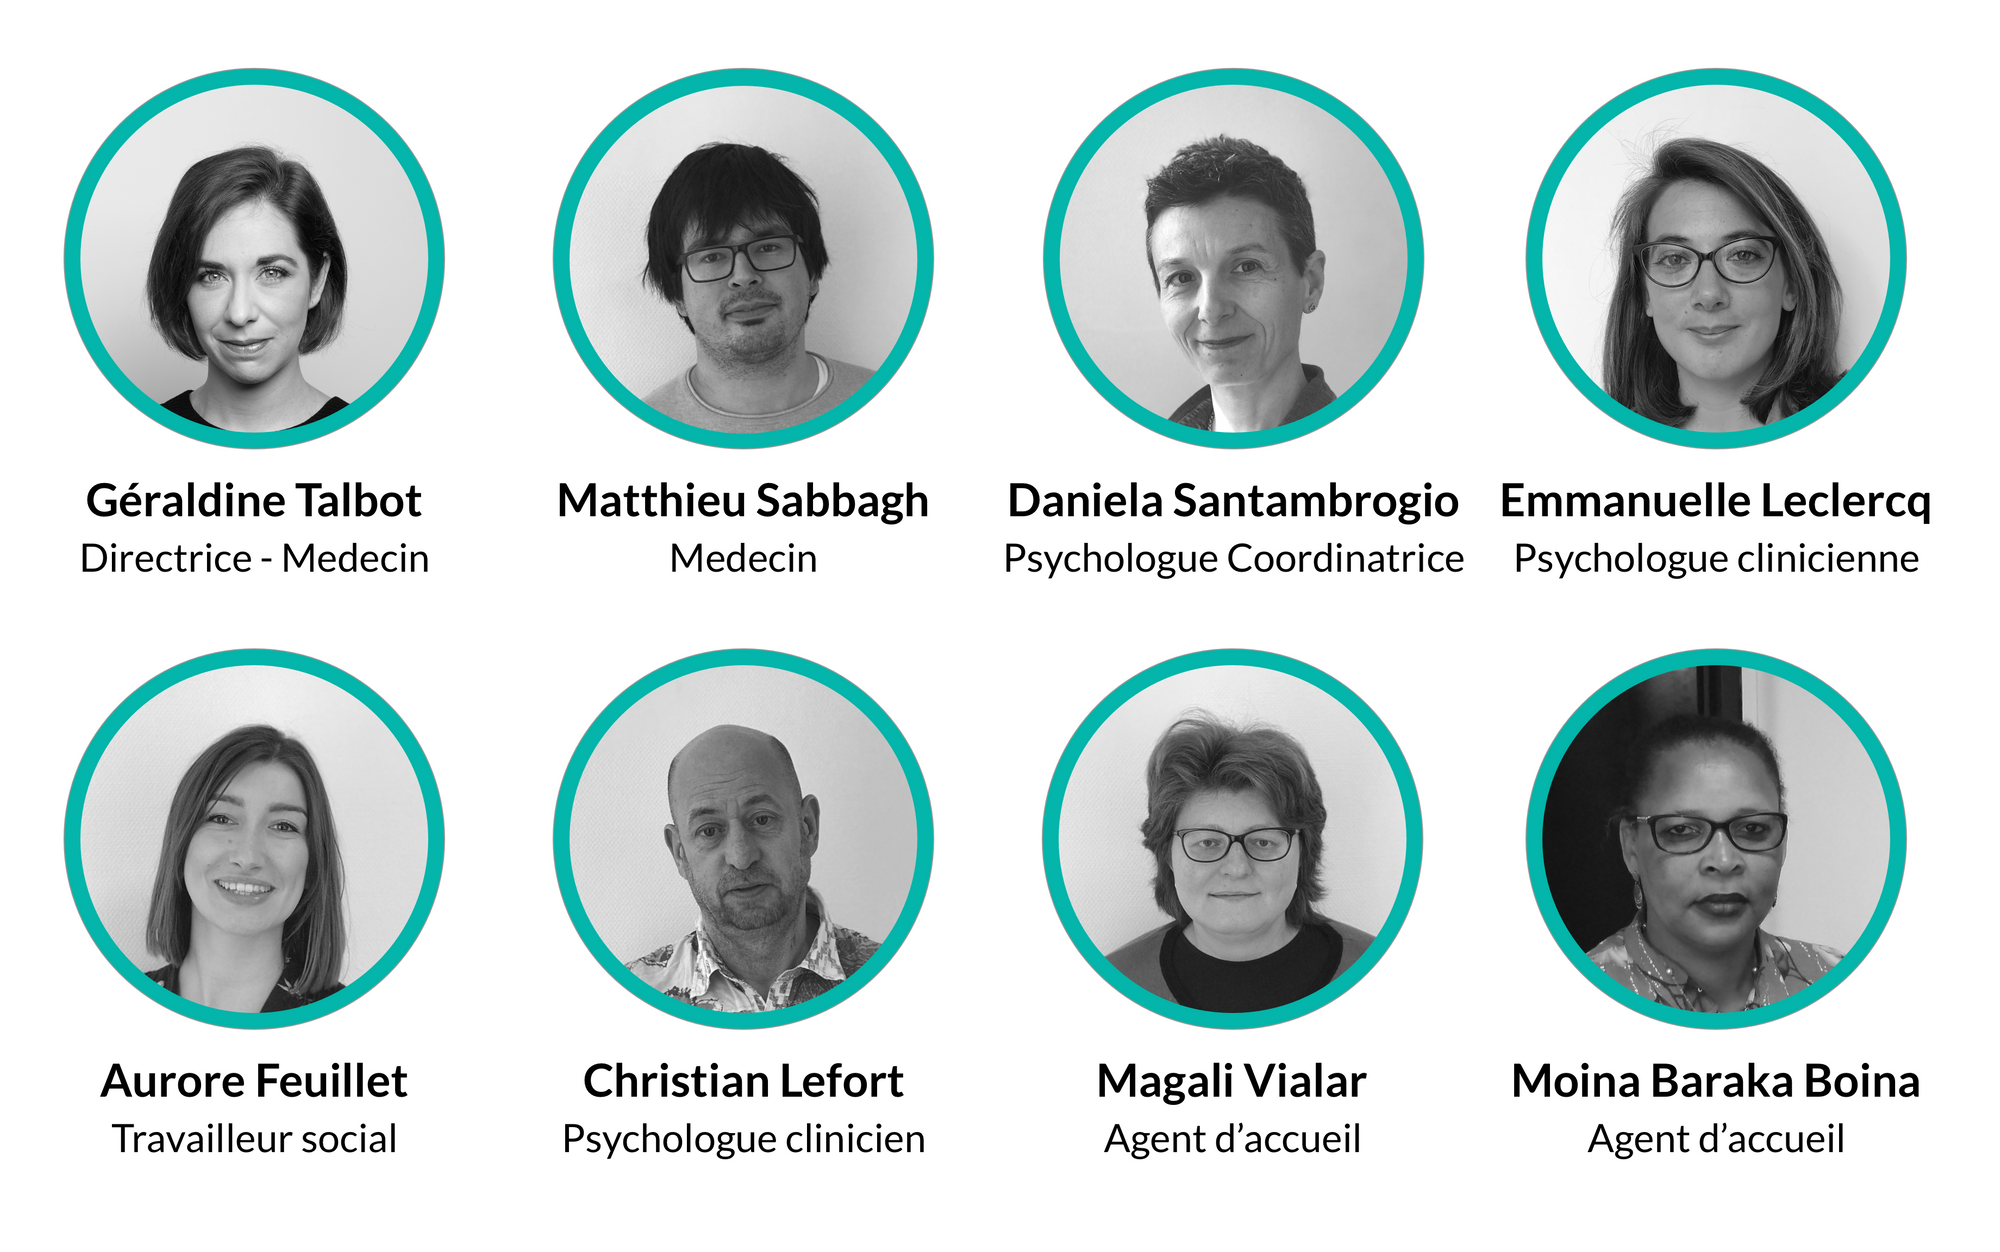 Géraldine Talbot
Directrice - Medecin
Matthieu Sabbagh
Medecin
Daniela Santambrogio
Psychologue Coordinatrice
Emmanuelle Leclercq
Psychologue clinicienne
Aurore Feuillet
Travailleur social
Christian Lefort
Psychologue clinicien
Magali Vialar
Agent d’accueil
Moina Baraka Boina
Agent d’accueil